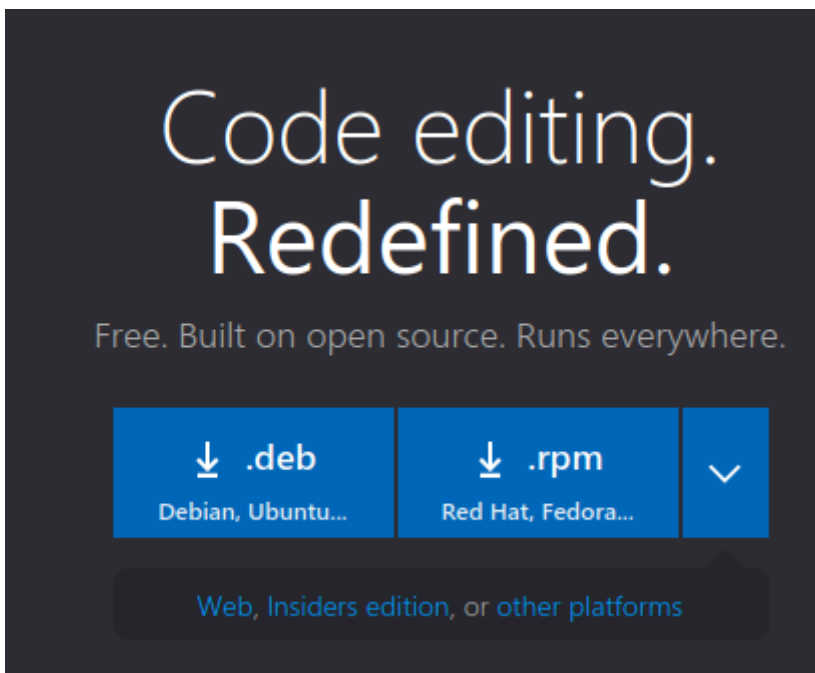 Code editing.
Redefined.
Free. Built on open source. Runs everywhere.
.deb
Debian, Ubuntu...
.rpm
Red Hat, Fedora...
Web, Insiders edition, or other platforms